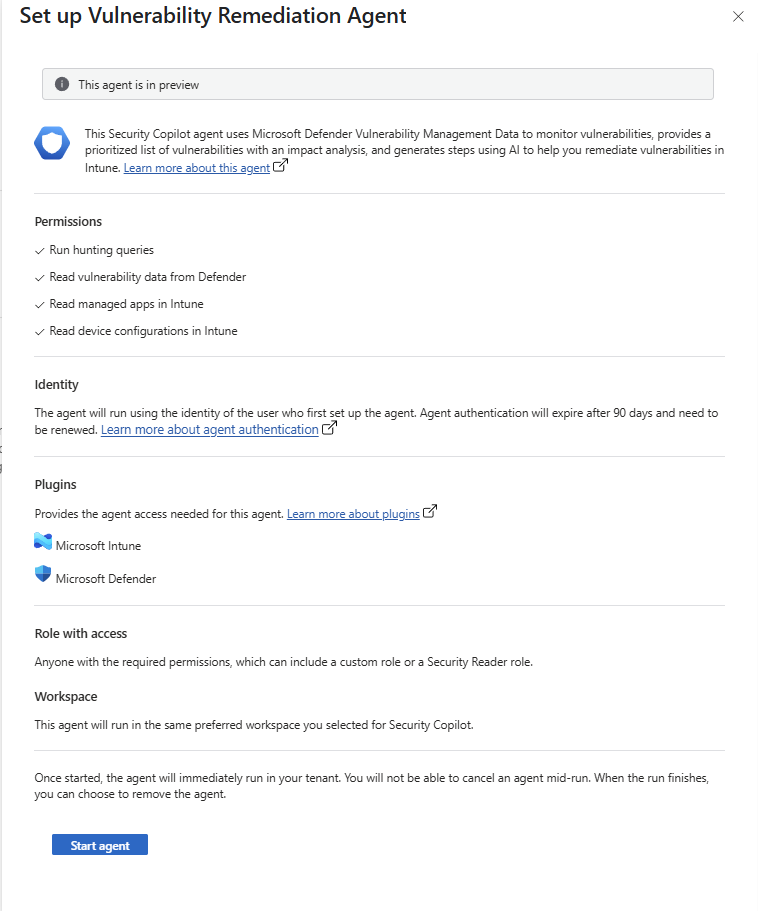 Set up Vulnerability Remediation Agent
This agent is in preview
This Security Copilot agent uses Microsoft Defender Vulnerability Management Data to monitor vulnerabilities, provides a
prioritized list of vulnerabilities with an impact analysis, and generates steps using AI to help you remediate vulnerabilities in
Intune. Learn more about this agent
Permissions
Run hunting queries
Read vulnerability data from Defender
Read managed apps in Intune
Read device configurations in Intune
Identity
The agent will run using the identity of the user who first set up the agent. Agent authentication will expire after 90 days and need to
be renewed. Learn more about agent authentication
Plugins
Provides the agent access needed for this agent. Learn more about plugins
Microsoft Intune
Microsoft Defender
Role with access
Anyone with the required permissions, which can include a custom role or a Security Reader role.
Workspace
This agent will run in the same preferred workspace you selected for Security Copilot.
Once started, the agent will immediately run in your tenant. You will not be able to cancel an agent mid-run. When the run finishes,
you can choose to remove the agent.
Start agent